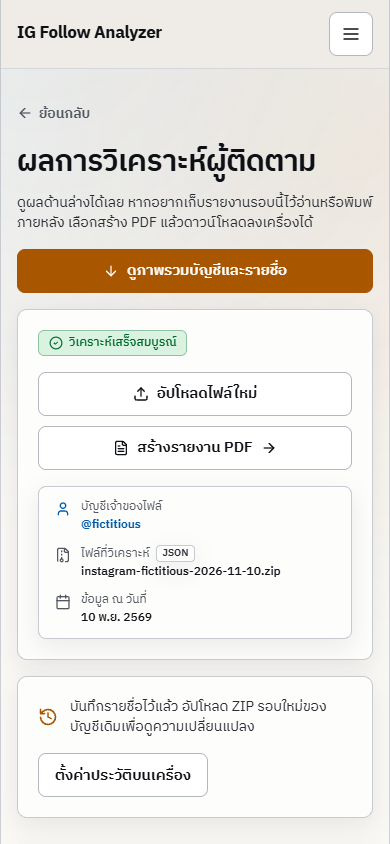 IG Follow Analyzer
ย้อนกลับ
ผลการวิเคราะห์ผู้ติดตาม
ดูผลด้านล่างได้เลย หากอยากเก็บรายงานรอบนี้ไว้อ่านหรือพิมพ์
ภายหลัง เลือกสร้าง PDF แล้วดาวน์โหลดลงเครื่องได้
ดูภาพรวมบัญชีและรายชื่อ
วิเคราะห์เสร็จสมบูรณ์
อัปโหลดไฟล์ใหม่
สร้างรายงาน PDF
บัญชีเจ้าของไฟล์
@fictitious
ไฟล์ที่วิเคราะห์ JSON
instagram-fictitious-2026-11-10.zip
ข้อมูล ณ วันที่
10 พ.ย. 2569
บันทึกรายชื่อไว้แล้ว อัปโหลด ZIP รอบใหม่ของ
บัญชีเดิมเพื่อดูความเปลี่ยนแปลง
ตั้งค่าประวัติบนเครื่อง